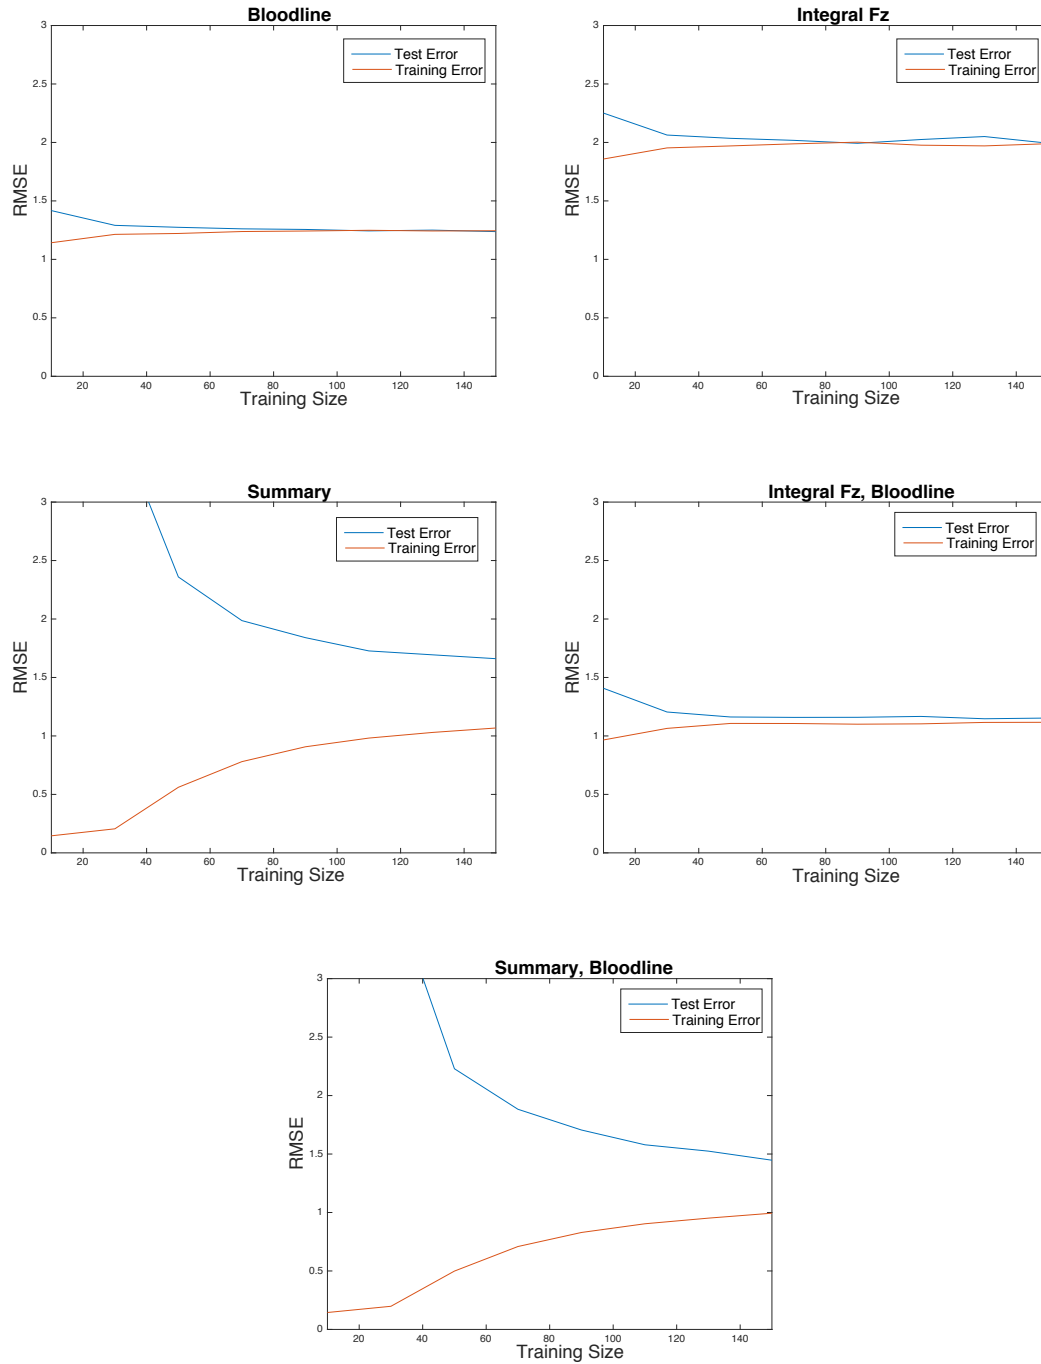 Bloodline
3
2.5
2
1.5
1
0.5
0
RMSE
Test Error
Training Error
20 40 60 80 100 120 140
Training Size
Integral Fz
3
2.5
2
1.5
1
0.5
0
RMSE
Test Error
Training Error
20 40 60 80 100 120 140
Training Size
Summary
3
2.5
2
1.5
1
0.5
0
RMSE
Test Error
Training Error
20 40 60 80 100 120 140
Training Size
Integral Fz, Bloodline
3
2.5
2
1.5
1
0.5
0
RMSE
Test Error
Training Error
20 40 60 80 100 120 140
Training Size
Summary, Bloodline
3
2.5
2
1.5
1
0.5
0
RMSE
Test Error
Training Error
20 40 60 80 100 120 140
Training Size